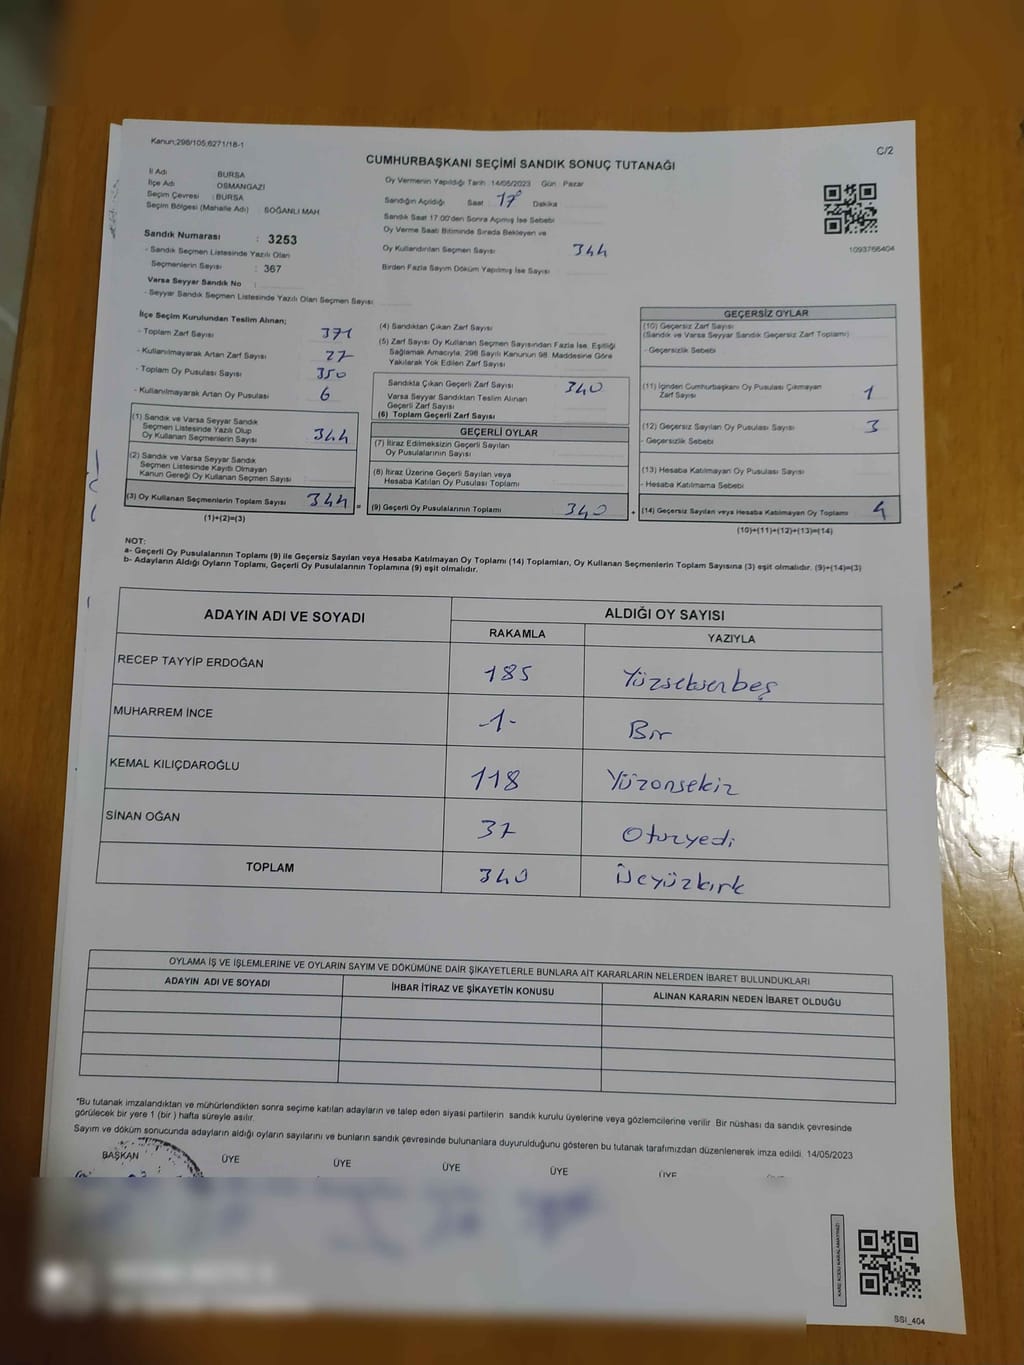 Kanun;298/105;6271/18-1
C/2
CUMHURBAŞKANI SEÇİMİ SANDIK SONUÇ TUTANAĞI
İl Adı BURSA
İlçe Adı OSMANGAZİ
Seçim Çevresi : BURSA
Seçim Bölgesi (Mahalle Adı) : SOĞANLI MAH
Sandık Numarası : 3253
- Sandık Seçmen Listesinde Yazılı Olan
Seçmenlerin Sayısı : 367
Varsa Seyyar Sandık No :
- Seyyar Sandık Seçmen Listesinde Yazılı Olan Seçmen Sayısı
Oy Vermenin Yapıldığı Tarih :14/05/2023 Gün : Pazar
Sandığın Açıldığı Saat : 17 Dakika
Sandık Saat 17.00'den Sonra Açılmış İse Sebebi
Oy Verme Saati Bitiminde Sırada Bekleyen ve
Oy Kullandırılan Seçmen Sayısı 344
Birden Fazla Sayım Döküm Yapılmış İse Sayısı
1093766404
İlçe Seçim Kurulundan Teslim Alınan;
- Toplam Zarf Sayısı 371
- Kullanılmayarak Artan Zarf Sayısı 27
- Toplam Oy Pusulası Sayısı 350
- Kullanılmayarak Artan Oy Pusulası 6
(1) Sandık ve Varsa Seyyar Sandık
Seçmen Listesinde Yazılı Olup
Oy Kullanan Seçmenlerin Sayısı 344
(2) Sandık ve Varsa Seyyar Sandık
Seçmen Listesinde Kayıtlı Olmayan
Kanun Gereği Oy Kullanan Seçmen Sayısı
(3) Oy Kullanan Seçmenlerin Toplam Sayısı 344
(1)+(2)=(3)
=
(4) Sandıktan Çıkan Zarf Sayısı
(5) Zarf Sayısı Oy Kullanan Seçmen Sayısından Fazla İse, Eşitliği
Sağlamak Amacıyla; 298 Sayılı Kanunun 98. Maddesine Göre
Yakılarak Yok Edilen Zarf Sayısı
Sandıkta Çıkan Geçerli Zarf Sayısı 340
Varsa Seyyar Sandıktan Teslim Alınan
Geçerli Zarf Sayısı
(6) Toplam Geçerli Zarf Sayısı
GEÇERLİ OYLAR
(7) İtiraz Edilmeksizin Geçerli Sayılan
Oy Pusulalarının Sayısı
(8) İtiraz Üzerine Geçerli Sayılan veya
Hesaba Katılan Oy Pusulası Toplamı
(9) Geçerli Oy Pusulalarının Toplamı 340
+
GEÇERSİZ OYLAR
(10) Geçersiz Zarf Sayısı
(Sandık ve Varsa Seyyar Sandık Geçersiz Zarf Toplamı)
- Geçersizlik Sebebi
(11) İçinden Cumhurbaşkanı Oy Pusulası Çıkmayan
Zarf Sayısı 1
(12) Geçersiz Sayılan Oy Pusulası Sayısı 3
- Geçersizlik Sebebi
(13) Hesaba Katılmayan Oy Pusulası Sayısı
- Hesaba Katılmama Sebebi
(14) Geçersiz Sayılan veya Hesaba Katılmayan Oy Toplamı 4
(10)+(11)+(12)+(13)=(14)
NOT:
a- Geçerli Oy Pusulalarının Toplamı (9) ile Geçersiz Sayılan veya Hesaba Katılmayan Oy Toplamı (14) Toplamları, Oy Kullanan Seçmenlerin Toplam Sayısına (3) eşit olmalıdır. (9)+(14)=(3)
b- Adayların Aldığı Oyların Toplamı, Geçerli Oy Pusulalarının Toplamına (9) eşit olmalıdır.
ADAYIN ADI VE SOYADI ALDIĞI OY SAYISI
RAKAMLA YAZIYLA
RECEP TAYYİP ERDOĞAN 185 Yüzseksenbeş
MUHARREM İNCE -1- Bir
KEMAL KILIÇDAROĞLU 118 Yüzonsekiz
SİNAN OĞAN 37 Otuzyedi
TOPLAM 340 Üçyüzkırk
OYLAMA İŞ VE İŞLEMLERİNE VE OYLARIN SAYIM VE DÖKÜMÜNE DAİR ŞİKAYETLERLE BUNLARA AİT KARARLARIN NELERDEN İBARET BULUNDUKLARI
ADAYIN ADI VE SOYADI İHBAR İTİRAZ VE ŞİKAYETİN KONUSU ALINAN KARARIN NEDEN İBARET OLDUĞU
*Bu tutanak imzalandıktan ve mühürlendikten sonra seçime katılan adayların ve talep eden siyasi partilerin sandık kurulu üyelerine veya gözlemcilerine verilir. Bir nüshası da sandık çevresinde
görülecek bir yere 1 (bir ) hafta süreyle asılır.
Sayım ve döküm sonucunda adayların aldığı oyların sayılarını ve bunların sandık çevresinde bulunanlara duyurulduğunu gösteren bu tutanak tarafımızdan düzenlenerek imza edildi. 14/05/2023
BAŞKAN ÜYE ÜYE ÜYE ÜYE ÜYE
KARE KODU KARALAMAYINIZ!
SSI_404